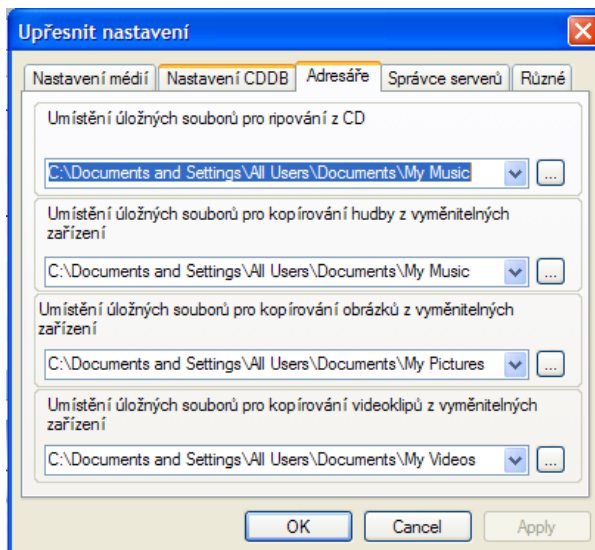 Upřesnit nastavení
Nastavení médií Nastavení CDDB Adresáře Správce serverů Různé
Umístění úložných souborů pro ripování z CD
C:\Documents and Settings\All Users\Documents\My Music ...
Umístění úložných souborů pro kopírování hudby z vyměnitelných
zařízení
C:\Documents and Settings\All Users\Documents\My Music ...
Umístění úložných souborů pro kopírování obrázků z vyměnitelných
zařízení
C:\Documents and Settings\All Users\Documents\My Pictures ...
Umístění úložných souborů pro kopírování videoklipů z vyměnitelných
zařízení
C:\Documents and Settings\All Users\Documents\My Videos ...
OK Cancel Apply